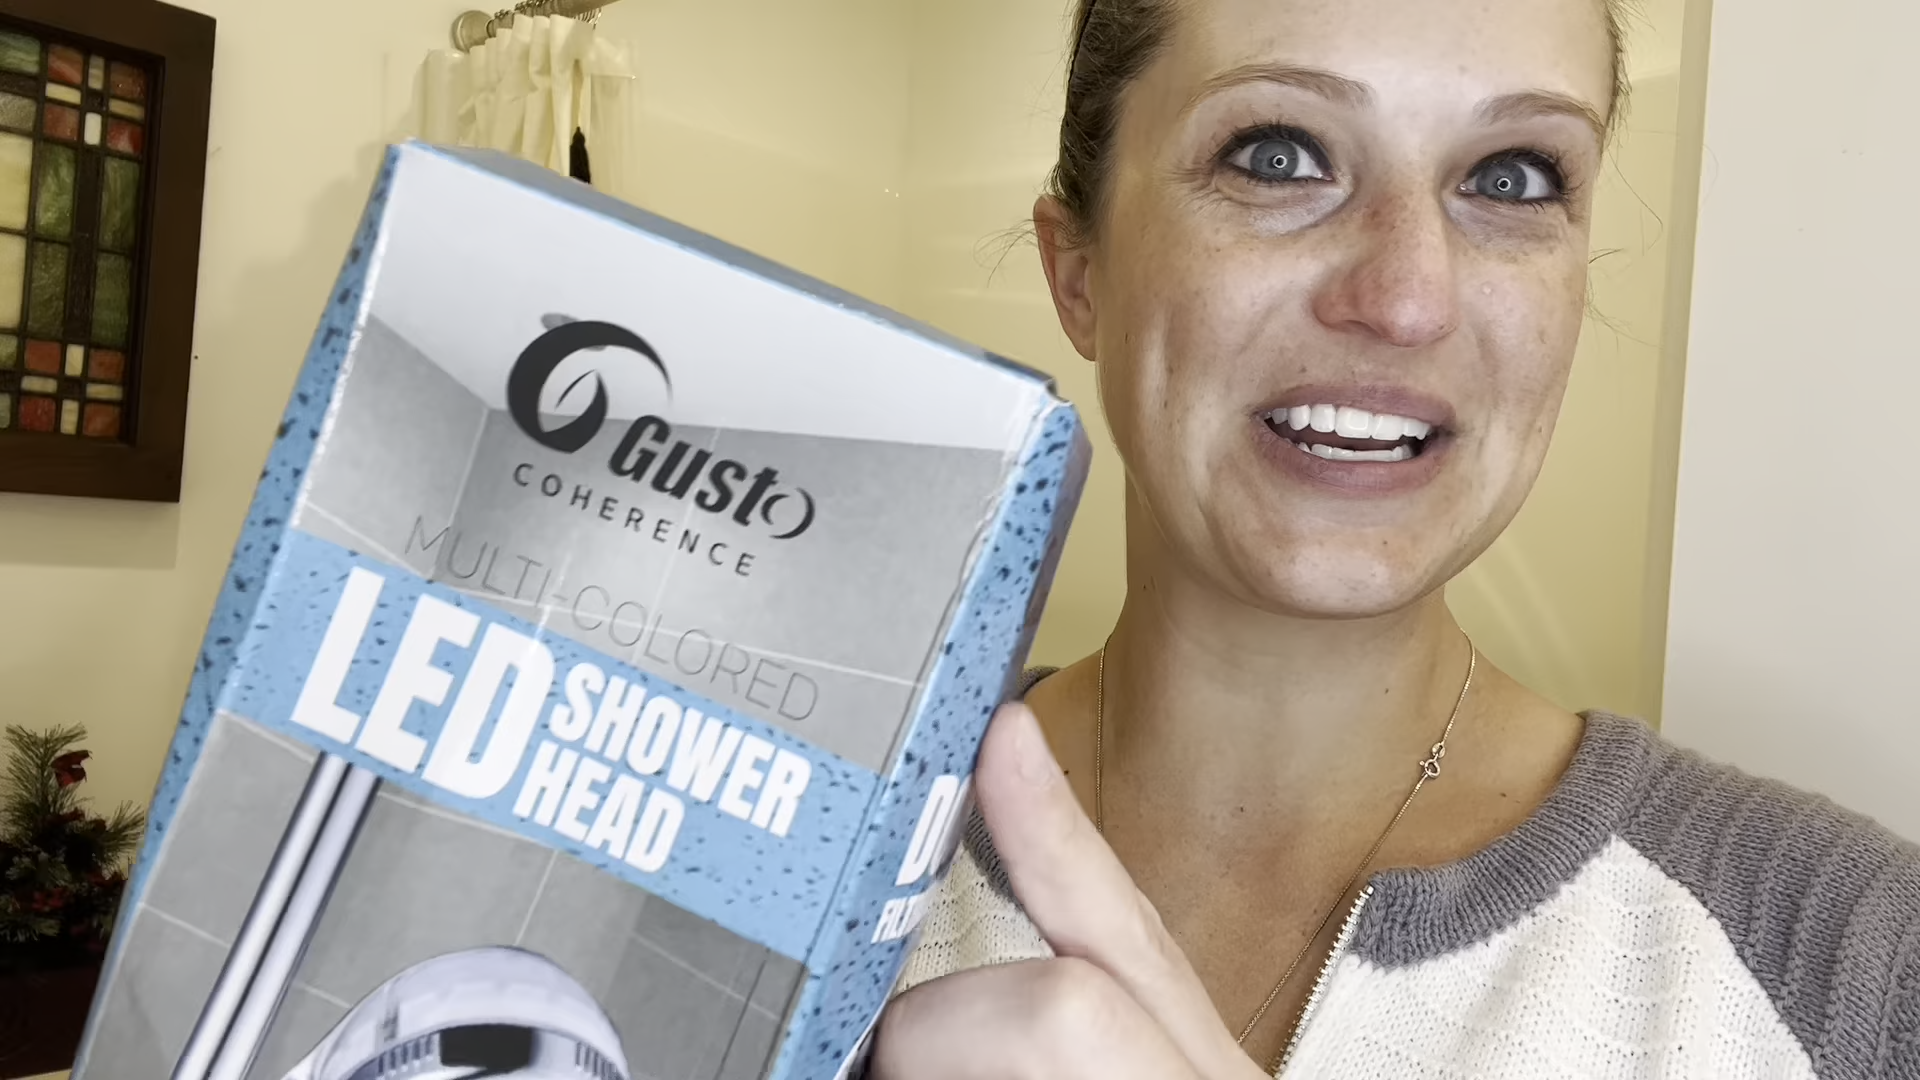 Gusto
COHERENCE
MULTI-COLORED
LED SHOWER
HEAD